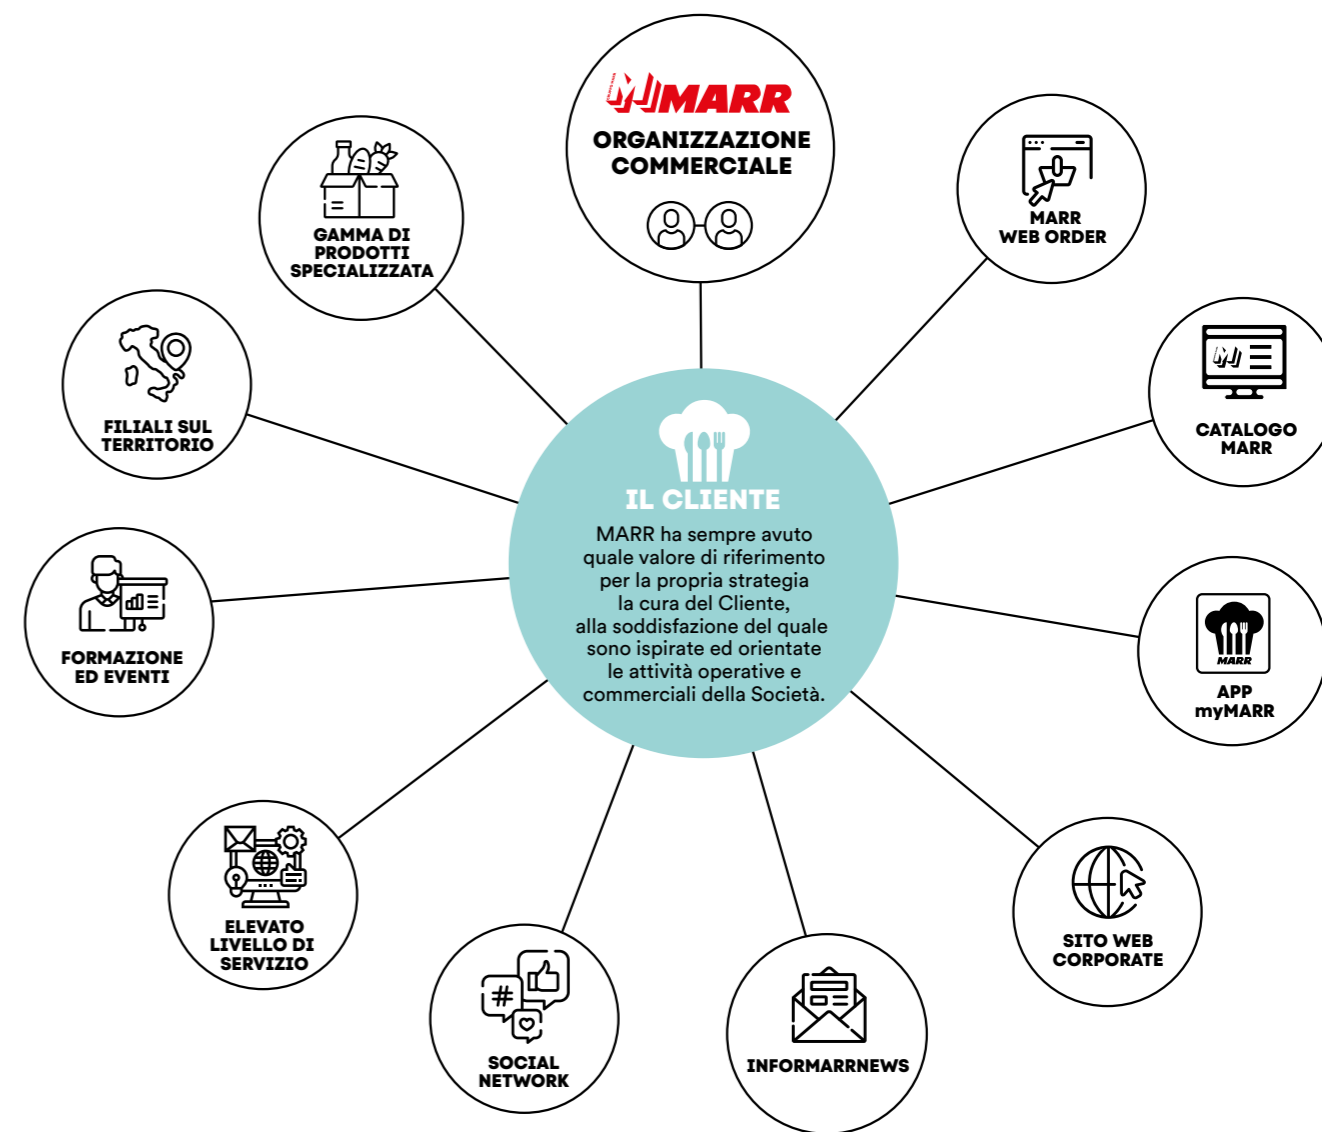 MARR
ORGANIZZAZIONE
COMMERCIALE
MARR
WEB ORDER
CATALOGO
MARR
MARR
APP
myMARR
SITO WEB
CORPORATE
INFORMARRNEWS
SOCIAL
NETWORK
ELEVATO
LIVELLO DI
SERVIZIO
FORMAZIONE
ED EVENTI
FILIALI SUL
TERRITORIO
GAMMA DI
PRODOTTI
SPECIALIZZATA
IL CLIENTE
MARR ha sempre avuto
quale valore di riferimento
per la propria strategia
la cura del Cliente,
alla soddisfazione del quale
sono ispirate ed orientate
le attività operative e
commerciali della Società.